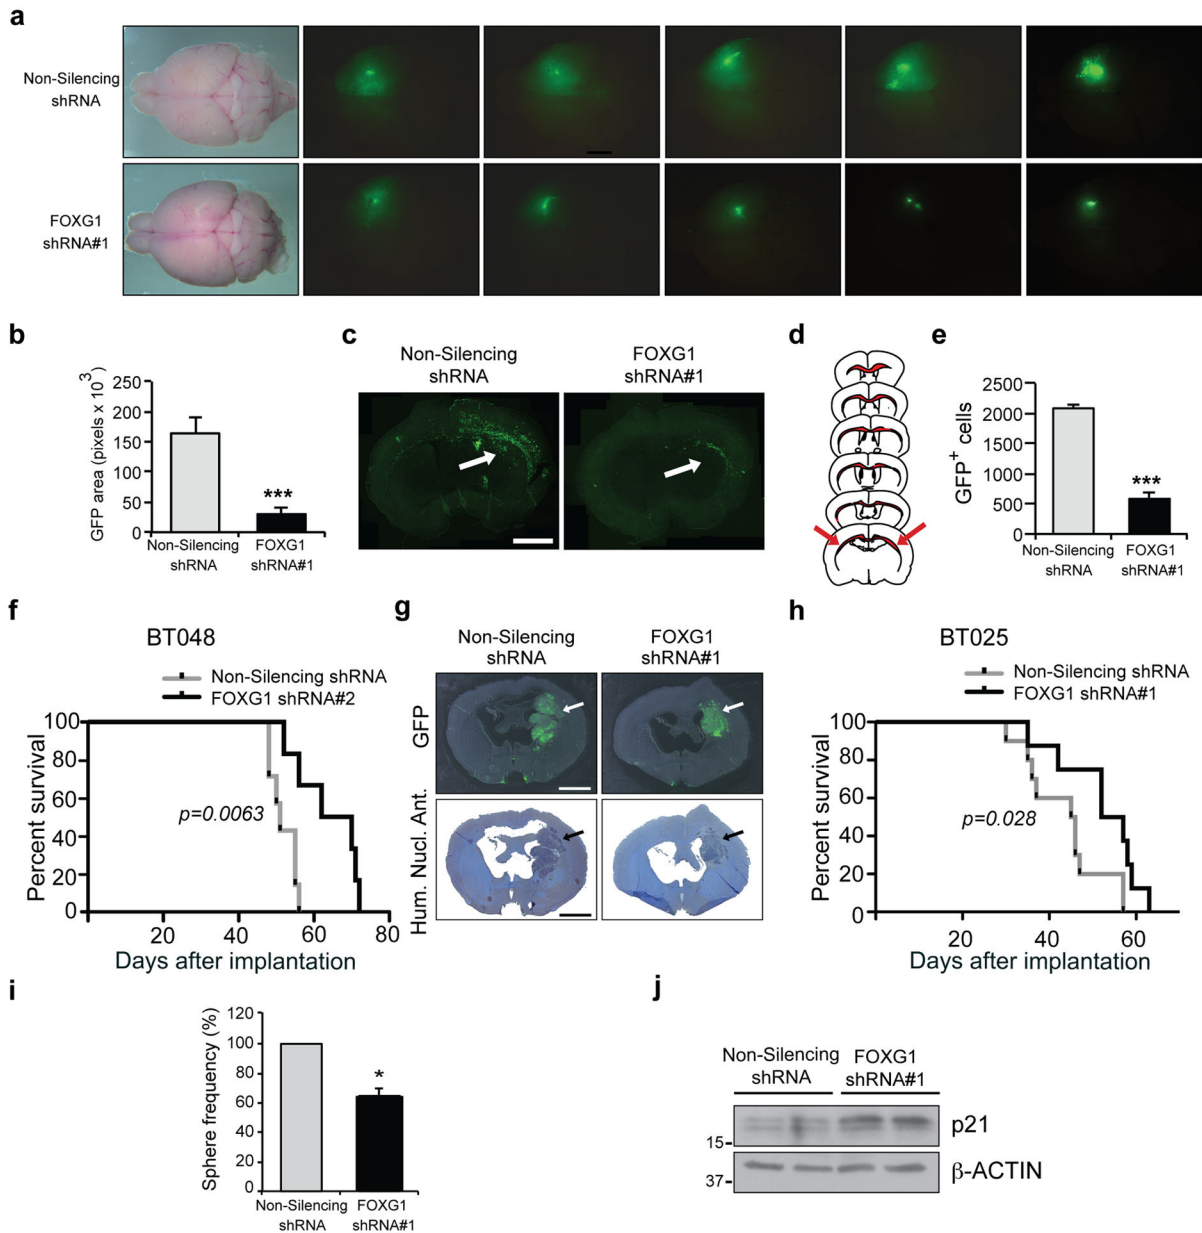 a
Non-Silencing
shRNA
FOXG1
shRNA#1
b
GFP area (pixels x 10³)
250
200
150
100
50
0
***
Non-Silencing
shRNA
FOXG1
shRNA#1
c
Non-Silencing
shRNA
FOXG1
shRNA#1
d
e
GFP⁺ cells
2500
2000
1500
1000
500
0
***
Non-Silencing
shRNA
FOXG1
shRNA#1
f
BT048
Non-Silencing shRNA
FOXG1 shRNA#2
Percent survival
100
80
60
40
20
0
p=0.0063
20
40
60
80
Days after implantation
g
Non-Silencing
shRNA
FOXG1
shRNA#1
GFP
Hum. Nucl. Ant.
h
BT025
Non-Silencing shRNA
FOXG1 shRNA#1
Percent survival
100
80
60
40
20
0
p=0.028
20
40
60
Days after implantation
i
Sphere frequency (%)
120
100
80
60
40
20
0
*
Non-Silencing
shRNA
FOXG1
shRNA#1
j
Non-Silencing
shRNA
FOXG1
shRNA#1
15
p21
37
β-ACTIN